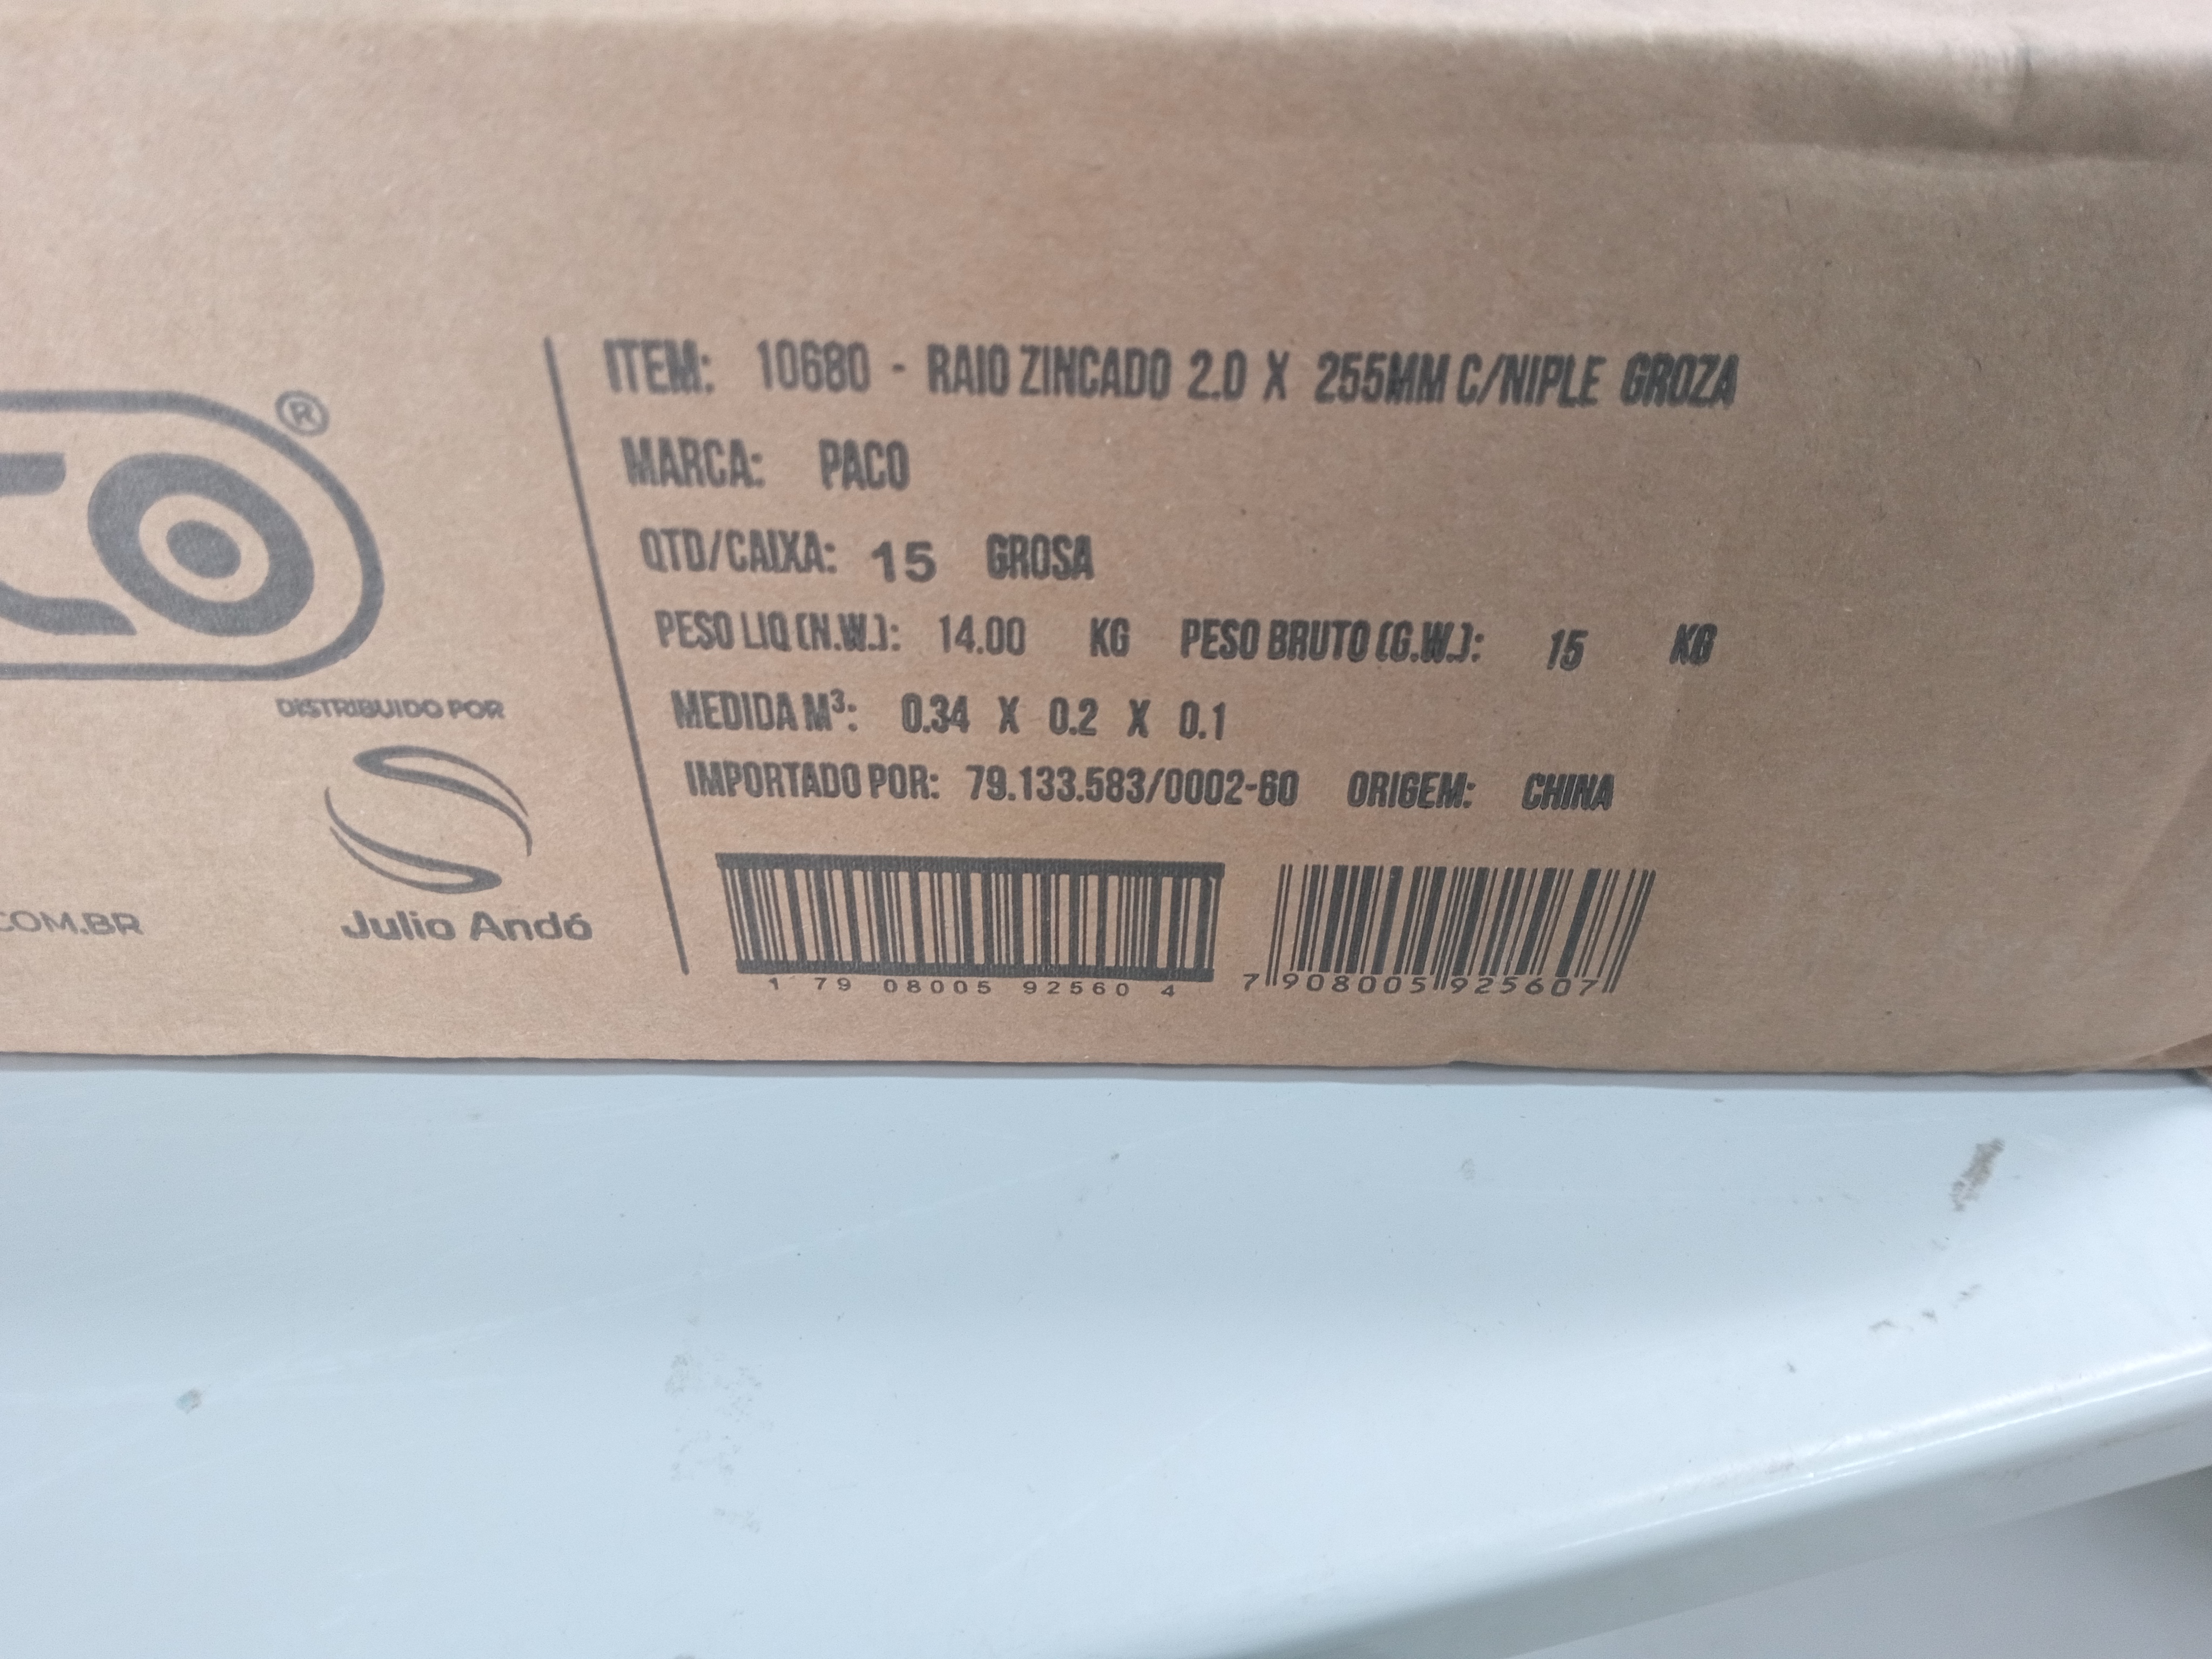 ITEM: 10680 - RAIO ZINCADO 2.0 X 255MM C/NIPLE GROZA
MARCA: PACO
QTD/CAIXA: 15 GROSA
PESO LIQ (N.W.): 14.00 KG PESO BRUTO (G.W.): 15 KG
MEDIDA M³: 0.34 X 0.2 X 0.1
IMPORTADO POR: 79.133.583/0002-60 ORIGEM: CHINA
1 79 08005 92560 4
7 908005 925607
CO®
DISTRIBUIDO POR
Julio Andó
COM.BR